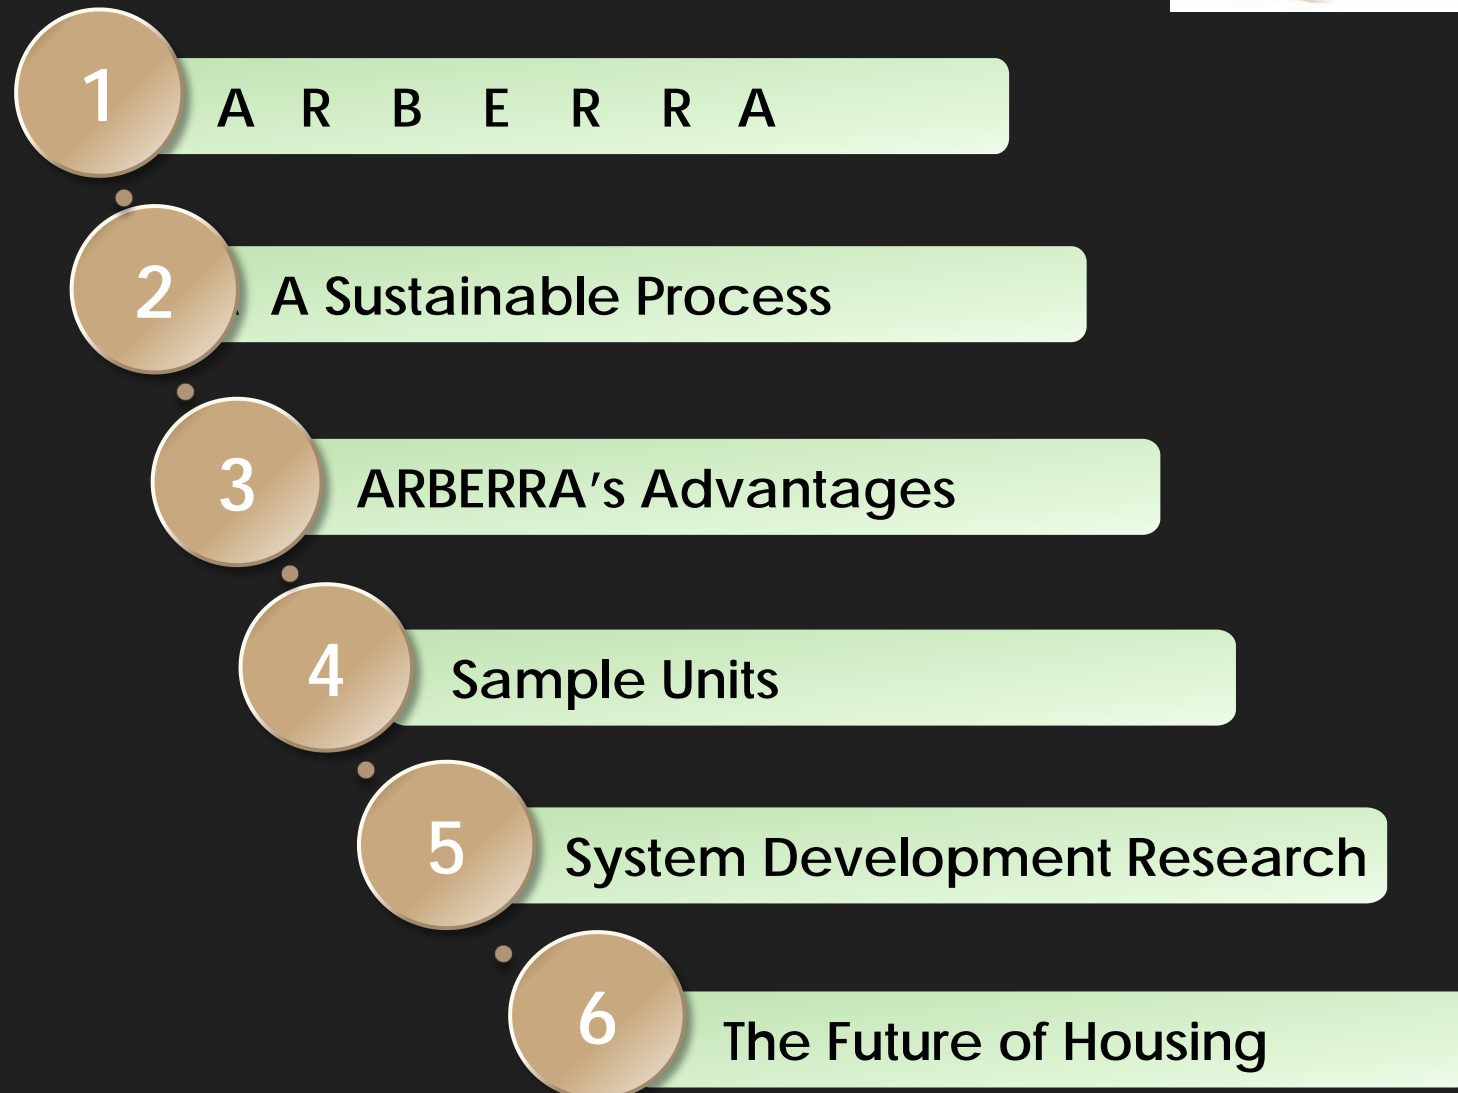 1
A R B E R R A
2
A Sustainable Process
3
ARBERRA’s Advantages
4
Sample Units
5
System Development Research
6
The Future of Housing